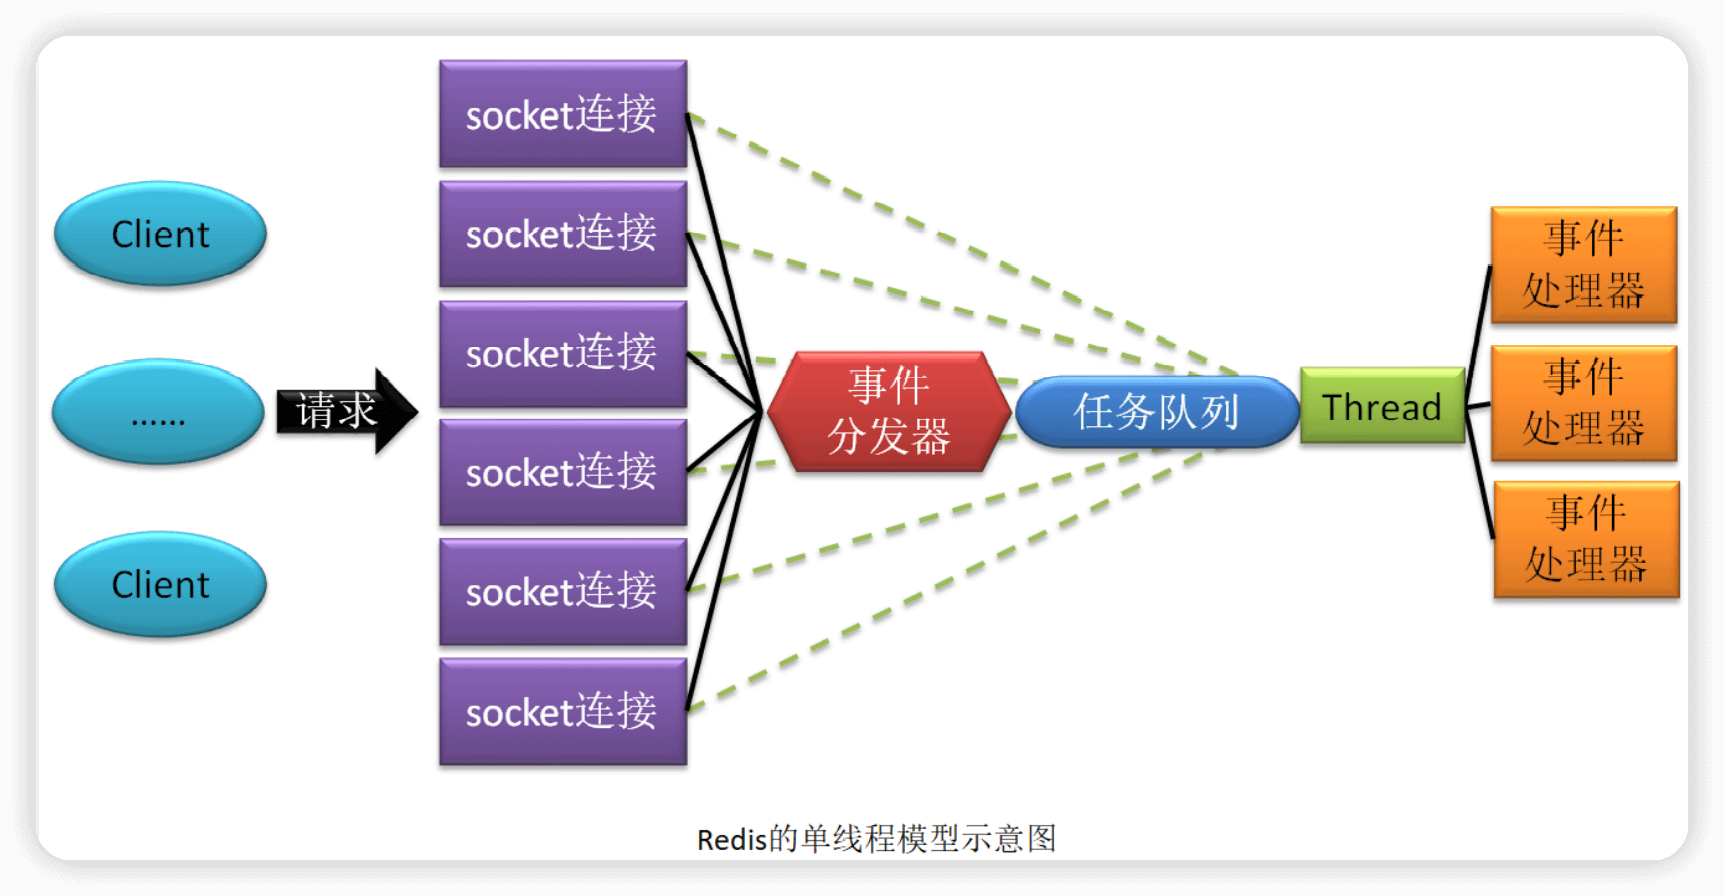 Client
......
Client
请求
socket连接
socket连接
socket连接
socket连接
socket连接
socket连接
事件
分发器
任务队列
Thread
事件
处理器
事件
处理器
事件
处理器
Redis的单线程模型示意图